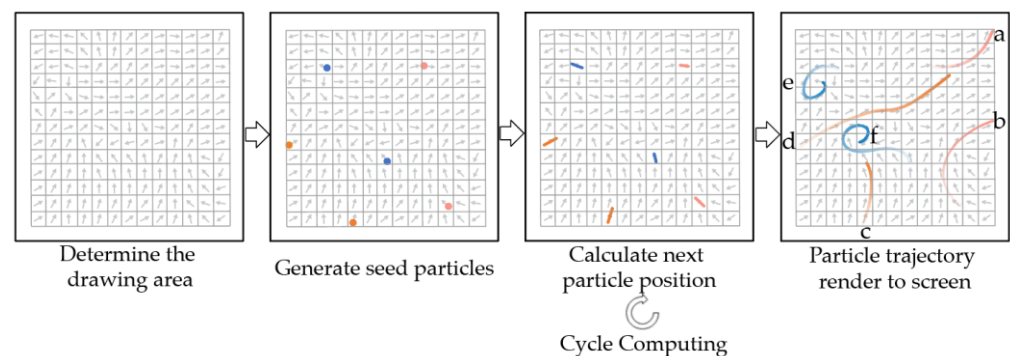 a
e
b
d
f
c
Determine the
drawing area
Generate seed particles
Calculate next
particle position
Particle trajectory
render to screen
Cycle Computing